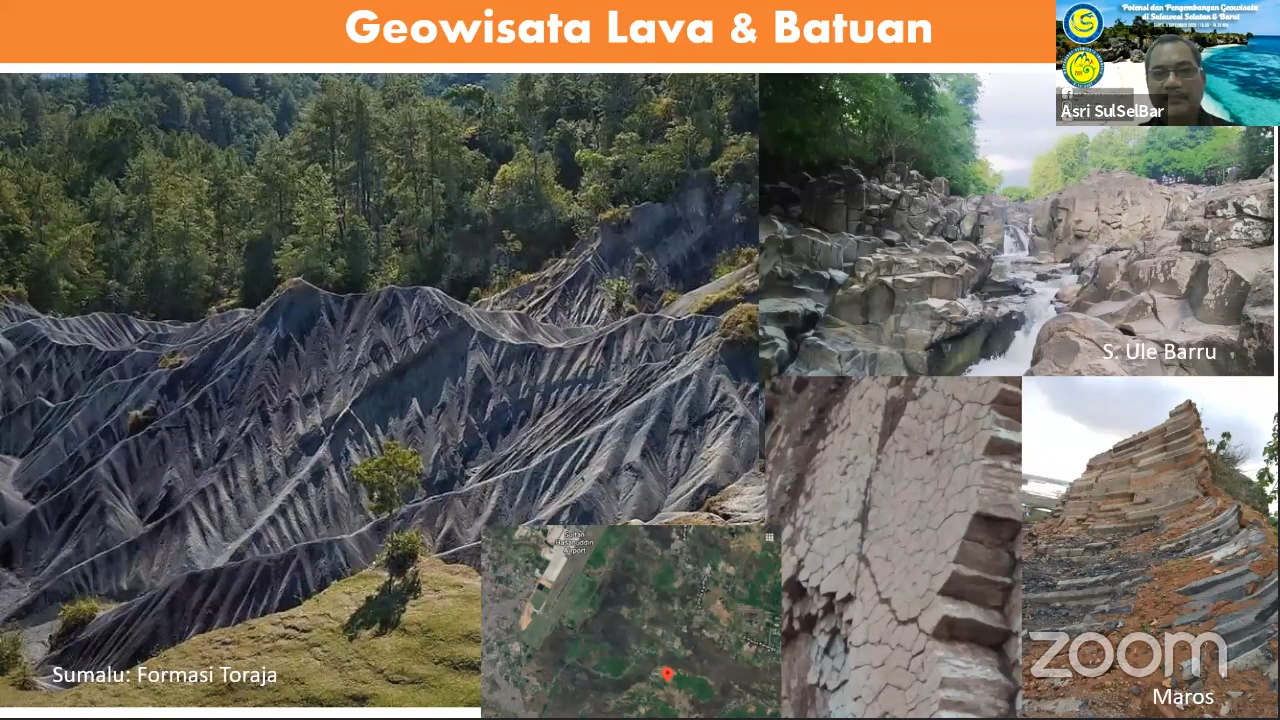 Geowisata Lava & Batuan
Potensi dan Pengembangan Geowisata
di Sulawesi Selatan & Barat
Asri SulSelBar
S. Ule Barru
Sultan
Hasanuddin
Airport
Sumalu: Formasi Toraja
zoom
Maros